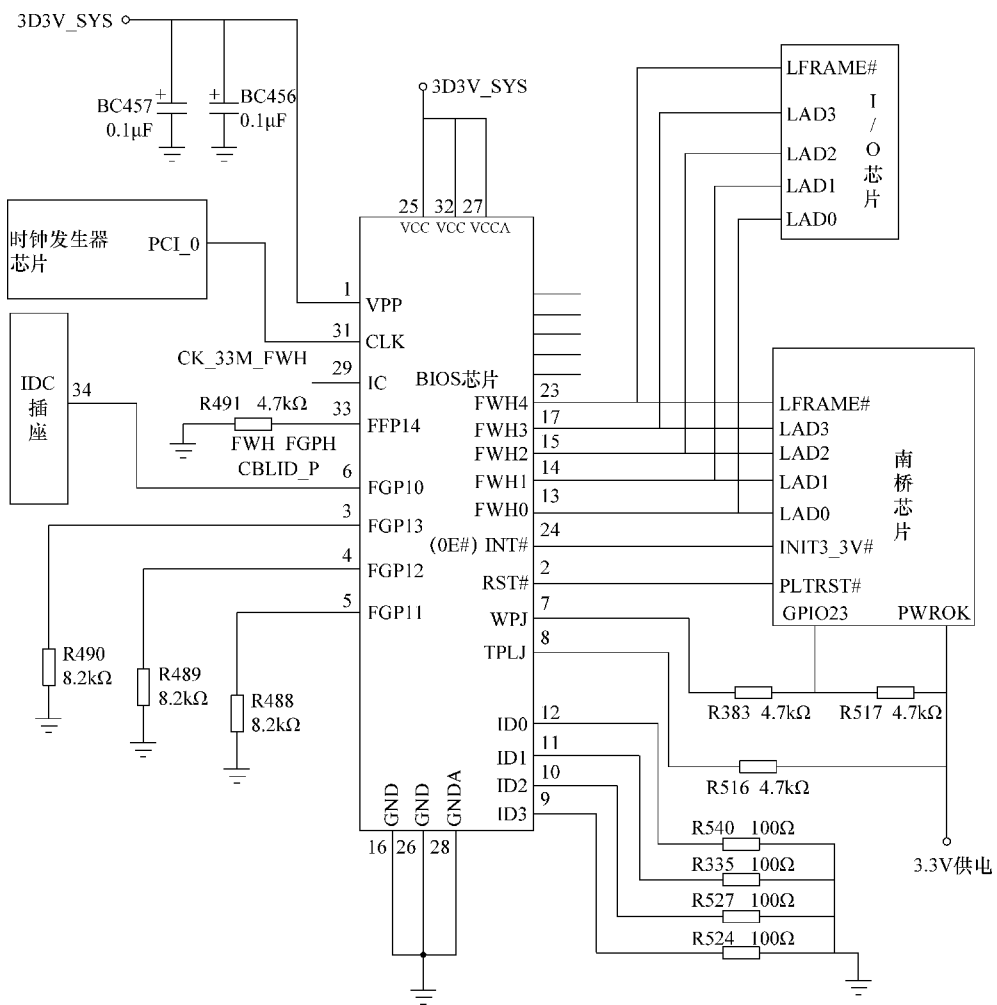 3D3V_SYS
+
BC457
0.1μF
+
BC456
0.1μF
3D3V_SYS
25
32
27
VCC
VCC
VCCA
LFRAME#
LAD3
LAD2
LAD1
LAD0
I/O芯片
时钟发生器
芯片
PCI_0
1
VPP
31
CLK
CK_33M_FWH
29
IC
IDC
插
座
34
R491 4.7kΩ
33
FFP14
FWH FGPH
CBLID_P
6
FGP10
3
FGP13
4
FGP12
5
FGP11
R490
8.2kΩ
R489
8.2kΩ
R488
8.2kΩ
BIOS芯片
23
FWH4
17
FWH3
15
FWH2
14
FWH1
13
FWH0
24
(0E#) INT#
2
RST#
7
WPJ
8
TPLJ
12
ID0
11
ID1
10
ID2
9
ID3
GND
GND
GNDA
16
26
28
LFRAME#
LAD3
LAD2
LAD1
LAD0
INIT3_3V#
PLTRST#
GPIO23
PWROK
南
桥
芯
片
R383 4.7kΩ
R517 4.7kΩ
R516 4.7kΩ
R540 100Ω
R335 100Ω
R527 100Ω
R524 100Ω
3.3V供电